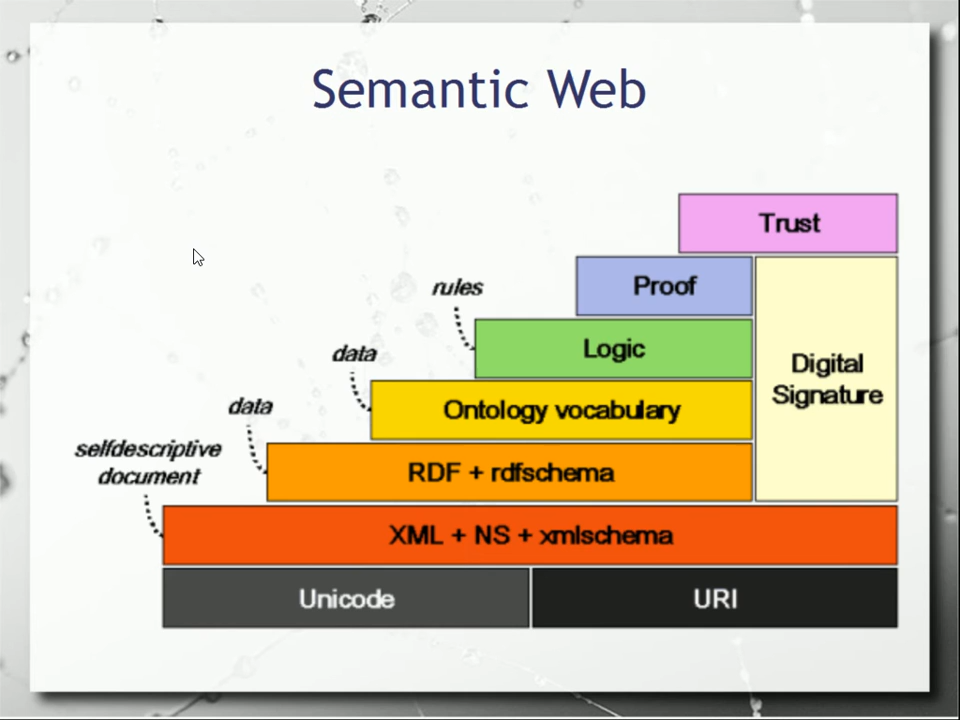 Semantic Web
Trust
Proof
rules
Logic
Digital
Signature
data
Ontology vocabulary
data
RDF + rdfschema
selfdescriptive
document
XML + NS + xmlschema
Unicode
URI